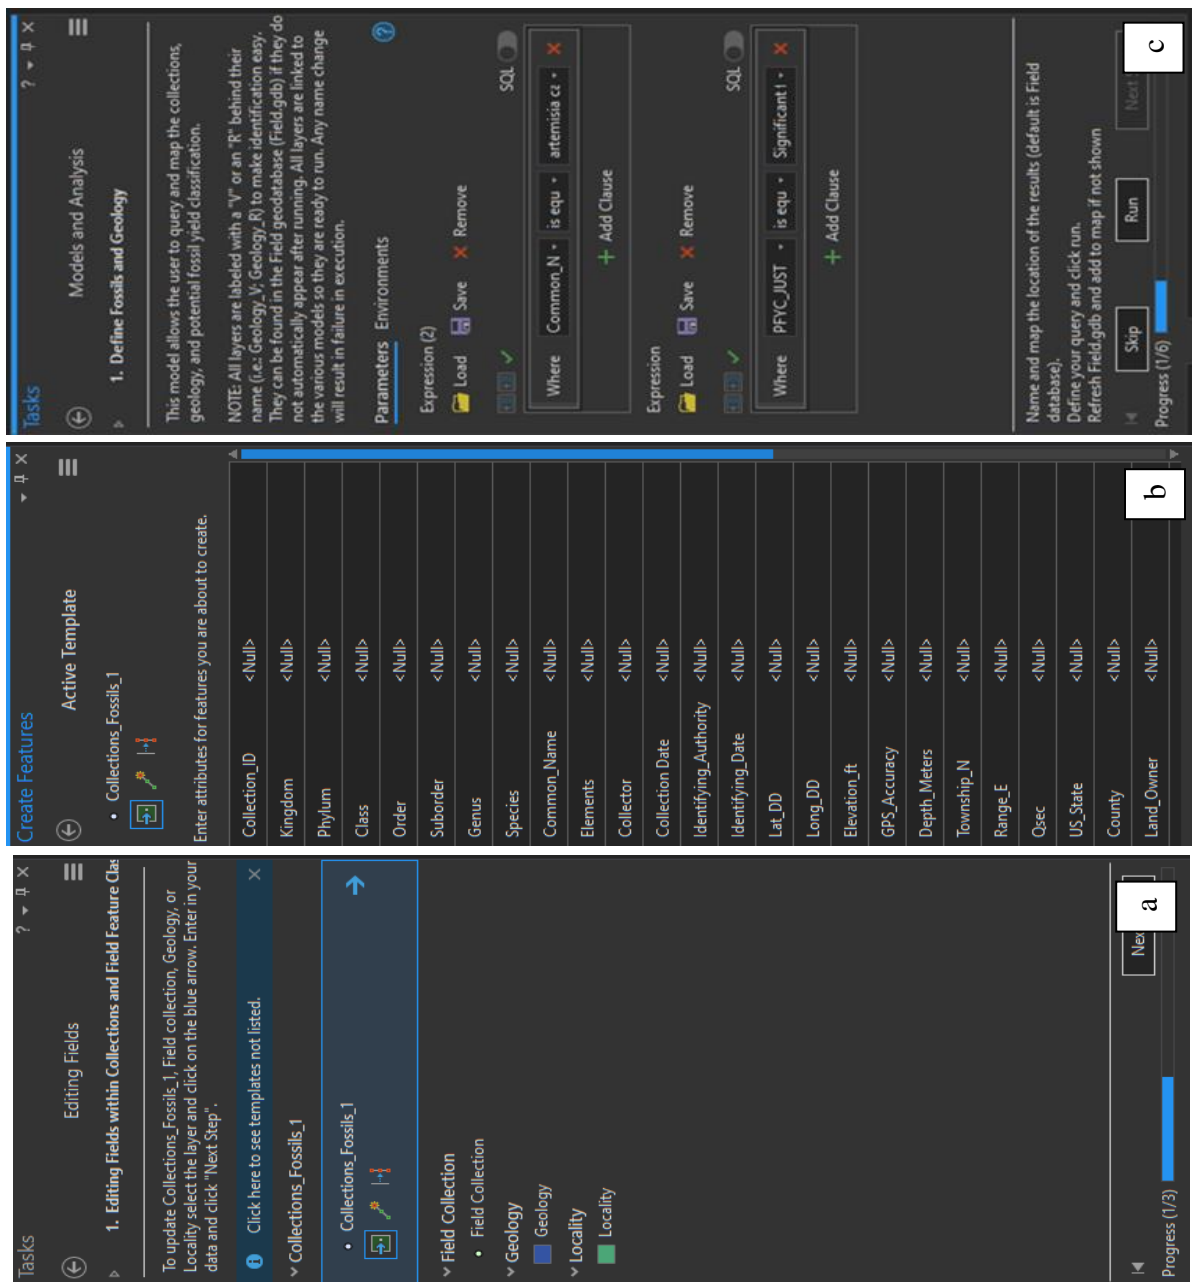 Tasks
Editing Fields
1. Editing Fields within Collections and Field Feature Clas
To update Collections_Fossils_1, Field collection, Geology, or
Locality select the layer and click on the blue arrow. Enter in your
data and click "Next Step".
Click here to see templates not listed.
Collections_Fossils_1
Collections_Fossils_1
Field Collection
Field Collection
Geology
Geology
Locality
Locality
Nex
Progress (1/3)
a
Create Features
Active Template
Collections_Fossils_1
Enter attributes for features you are about to create.
Collection_ID <Null>
Kingdom <Null>
Phylum <Null>
Class <Null>
Order <Null>
Suborder <Null>
Genus <Null>
Species <Null>
Common_Name <Null>
Elements <Null>
Collector <Null>
Collection Date <Null>
Identifying_Authority <Null>
Identifying_Date <Null>
Lat_DD <Null>
Long_DD <Null>
Elevation_ft <Null>
GPS_Accuracy <Null>
Depth_Meters <Null>
Township_N <Null>
Range_E <Null>
Qsec <Null>
US_State <Null>
County <Null>
Land_Owner <Null>
b
Tasks
Models and Analysis
1. Define Fossils and Geology
This model allows the user to query and map the collections,
geology, and potential fossil yield classification.
NOTE: All layers are labeled with a "V" or an "R" behind their
name (i.e.: Geology_V; Geology_R) to make identification easy.
They can be found in the Field geodatabase (Field.gdb) if they do
not automatically appear after running. All layers are linked to
the various models so they are ready to run. Any name change
will result in failure in execution.
Parameters Environments
Expression (2)
Load Save Remove
SQL
Where Common_N is equ artemisia ca
Add Clause
Expression
Load Save Remove
SQL
Where PFYC_JUST is equ Significant f
Add Clause
Name and map the location of the results (default is Field
database).
Define your query and click run.
Refresh Field.gdb and add to map if not shown
Skip Run Next
Progress (1/6)
c